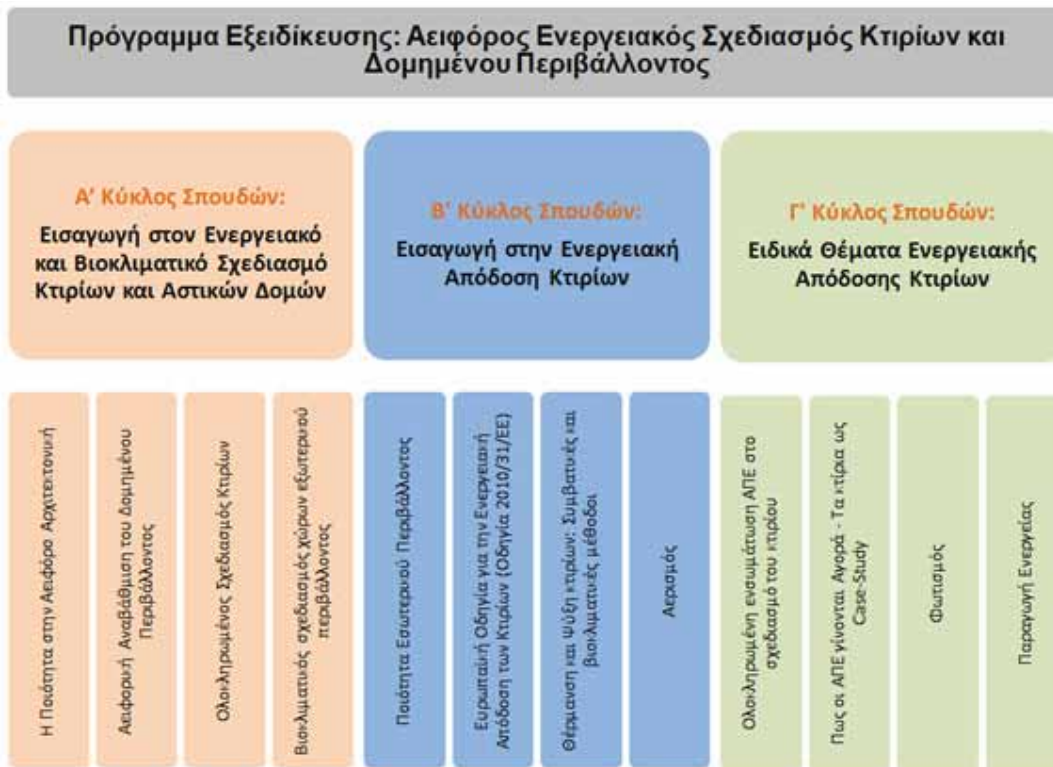 Πρόγραμμα Εξειδίκευσης: Αειφόρος Ενεργειακός Σχεδιασμός Κτιρίων και
Δομημένου Περιβάλλοντος
Α' Κύκλος Σπουδών:
Εισαγωγή στον Ενεργειακό
και Βιοκλιματικό Σχεδιασμό
Κτιρίων και Αστικών Δομών
Β' Κύκλος Σπουδών:
Εισαγωγή στην Ενεργειακή
Απόδοση Κτιρίων
Γ' Κύκλος Σπουδών:
Ειδικά Θέματα Ενεργειακής
Απόδοσης Κτιρίων
Η Ποιότητα στην Αειφόρο Αρχιτεκτονική
Αειφορική Αναβάθμιση του Δομημένου
Περιβάλλοντος
Ολοκληρωμένος Σχεδιασμός Κτιρίων
Βιοκλιματικός σχεδιασμός χώρων εξωτερικού
περιβάλλοντος
Ποιότητα Εσωτερικού Περιβάλλοντος
Ευρωπαϊκή Οδηγία για την Ενεργειακή
Απόδοση των Κτιρίων (Οδηγία 2010/31/ΕΕ)
Θέρμανση και Ψύξη κτιρίων: Συμβατικές και
βιοκλιματικές μέθοδοι
Αερισμός
Ολοκληρωμένη ενσωμάτωση ΑΠΕ στο
σχεδιασμό του κτιρίου
Πως οι ΑΠΕ γίνονται Αγορά - Τα κτίρια ως
Case-Study
Φωτισμός
Παραγωγή Ενεργείας